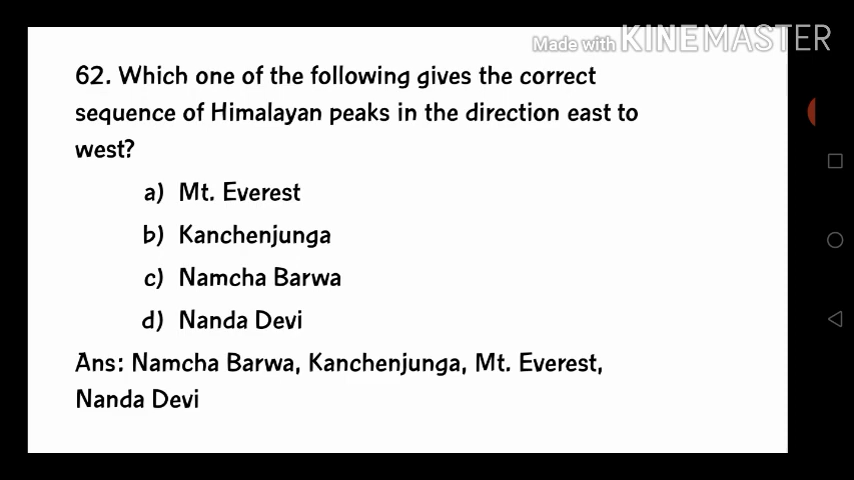 Made with KINEMASTER
62. Which one of the following gives the correct
sequence of Himalayan peaks in the direction east to
west?
a) Mt. Everest
b) Kanchenjunga
c) Namcha Barwa
d) Nanda Devi
Ans: Namcha Barwa, Kanchenjunga, Mt. Everest,
Nanda Devi